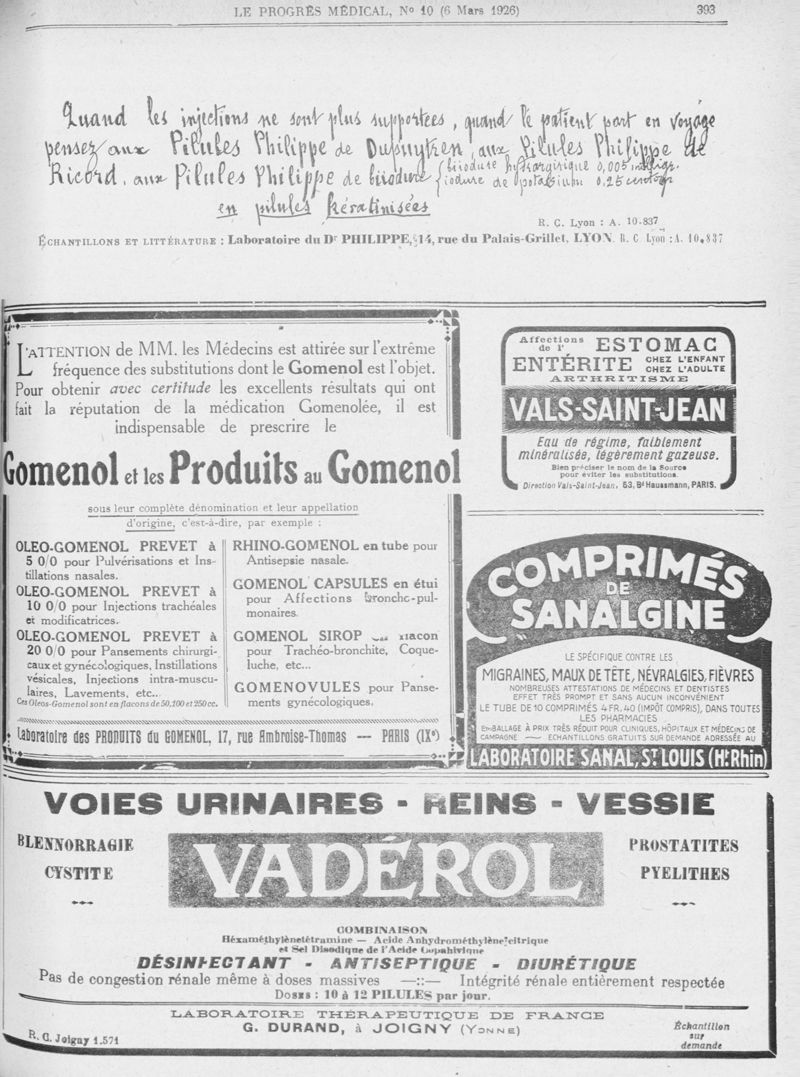 LE PROGRÈS MÉDICAL, No 10 (6 Mars 1926) 393
Quand les injections ne sont plus supportées, quand le patient part en voyage
pensez aux Pilules Philippe de Dupuytren, aux Pilules Philippe de
Ricord, aux Pilules Philippe de biiodure { biiodure hydrargirique 0,005
iodure de potassium 0,25
en pilules kératinisées
R. C. Lyon : A. 10-837
ÉCHANTILLONS ET LITTÉRATURE : Laboratoire du Dr PHILIPPE, 14, rue du Palais-Grillet, LYON R. C. Lyon : A. 10.837
L'ATTENTION de MM. les Médecins est attirée sur l'extrême
fréquence des substitutions dont le Gomenol est l'objet.
Pour obtenir avec certitude les excellents résultats qui ont
fait la réputation de la médication Gomenolée, il est
indispensable de prescrire le
Gomenol et les Produits au Gomenol
sous leur complète dénomination et leur appellation
d'origine, c'est-à-dire, par exemple :
OLEO-GOMENOL PREVET à
5 0/0 pour Pulvérisations et Ins-
tillations nasales.
OLEO-GOMENOL PREVET à
10 0/0 pour Injections trachéales
et modificatrices.
OLEO-GOMENOL PREVET à
20 0/0 pour Pansements chirurgi-
caux et gynécologiques, Instillations
vésicales, Injections intra-muscu-
laires, Lavements, etc...
Ces Oleos-Gomenol sont en flacons de 50, 100 et 250 cc.
RHINO-GOMENOL en tube pour
Antisepsie nasale.
GOMENOL CAPSULES en étui
pour Affections broncho-pul-
monaires.
GOMENOL SIROP flacon
pour Trachéo-bronchite, Coque-
luche, etc...
GOMENOVULES pour Panse-
ments gynécologiques.
Laboratoire des PRODUITS du GOMENOL, 17, rue Ambroise-Thomas — PARIS (IXe)
Affections de l' ESTOMAC
ENTÉRITE CHEZ L'ENFANT CHEZ L'ADULTE
ARTHRITISME
VALS-SAINT-JEAN
Eau de régime, faiblement
minéralisée, légèrement gazeuse.
Bien préciser le nom de la Source
pour éviter les substitutions.
Direction Vals-Saint-Jean, 53, Bd Haussmann, PARIS.
COMPRIMÉS
DE
SANALGINE
LE SPÉCIFIQUE CONTRE LES
MIGRAINES, MAUX DE TÊTE, NÉVRALGIES, FIÈVRES
NOMBREUSES ATTESTATIONS DE MÉDECINS ET DENTISTES
EFFET TRÈS PROMPT ET SANS AUCUN INCONVÉNIENT
LE TUBE DE 10 COMPRIMÉS 4 FR. 40 (IMPÔT COMPRIS), DANS TOUTES
LES PHARMACIES
EMBALLAGE À PRIX TRÈS RÉDUIT POUR CLINIQUES, HÔPITAUX ET MÉDECINS DE
CAMPAGNE — ÉCHANTILLONS GRATUITS SUR DEMANDE ADRESSÉE AU
LABORATOIRE SANAL, ST LOUIS (Ht Rhin)
VOIES URINAIRES - REINS - VESSIE
BLENNORRAGIE
CYSTITE
VADÉROL
PROSTATITES
PYELITHES
COMBINAISON
Héxaméthylènetétramine — Acide Anhydrométhylènecitrique
et Sel Disodique de l'Acide Copahivique
DÉSINFECTANT - ANTISEPTIQUE - DIURÉTIQUE
Pas de congestion rénale même à doses massives —::— Intégrité rénale entièrement respectée
Doses : 10 à 12 PILULES par jour.
LABORATOIRE THÉRAPEUTIQUE DE FRANCE
G. DURAND, à JOIGNY (YONNE)
R. C. Joigny 1.571
Échantillon
sur
demande